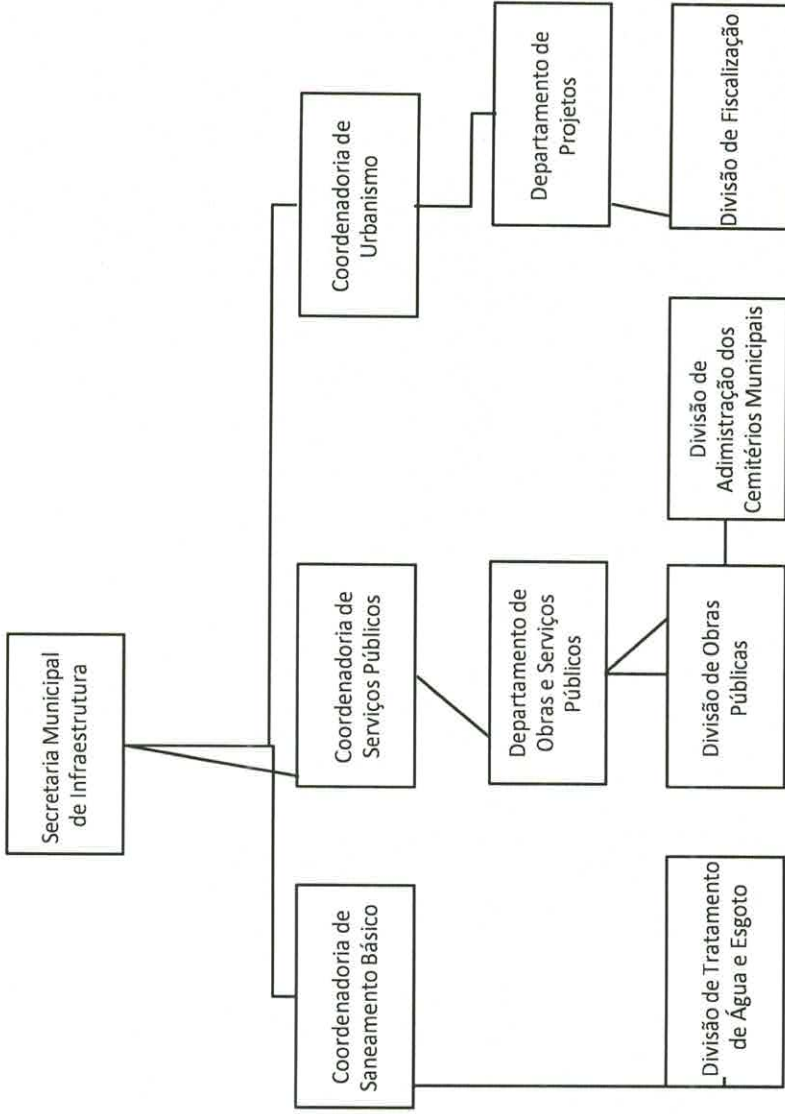 Secretaria Municipal
de Infraestrutura
Coordenadoria de
Saneamento Básico
Coordenadoria de
Serviços Públicos
Coordenadoria de
Urbanismo
Departamento de
Obras e Serviços
Públicos
Departamento de
Projetos
Divisão de Tratamento
de Água e Esgoto
Divisão de Obras
Públicas
Divisão de
Adimistração dos
Cemitérios Municipais
Divisão de Fiscalização